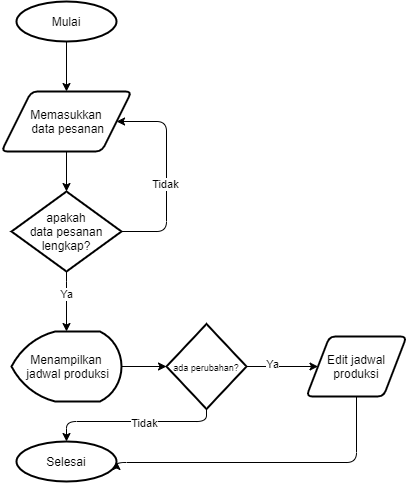 Mulai
Memasukkan
data pesanan
Tidak
apakah
data pesanan
lengkap?
Ya
Menampilkan
jadwal produksi
ada perubahan?
Ya
Edit jadwal
produksi
Tidak
Selesai